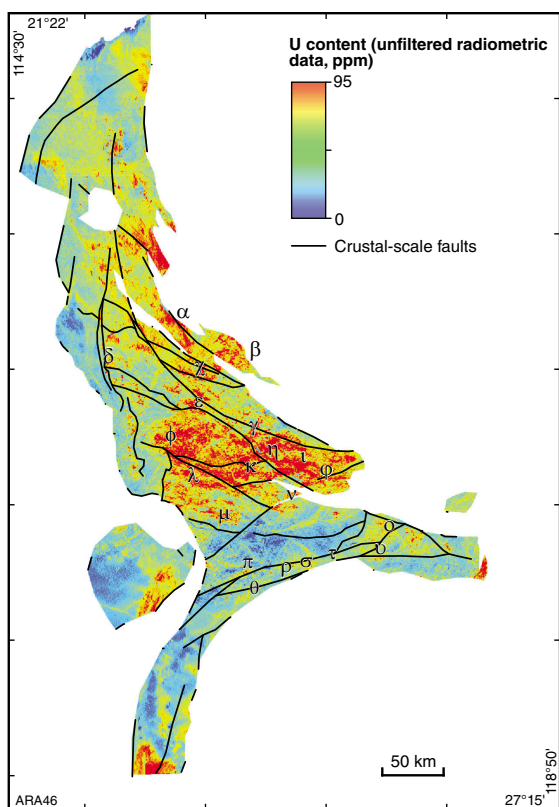 21°22'
114°30'
U content (unfiltered radiometric
data, ppm)
95
0
Crustal-scale faults
α
β
χ
δ
ε
γ
ϕ
η
ι
κ
φ
λ
ν
μ
ο
π
ρ
σ
τ
υ
θ
50 km
118°50'
ARA46
27°15'